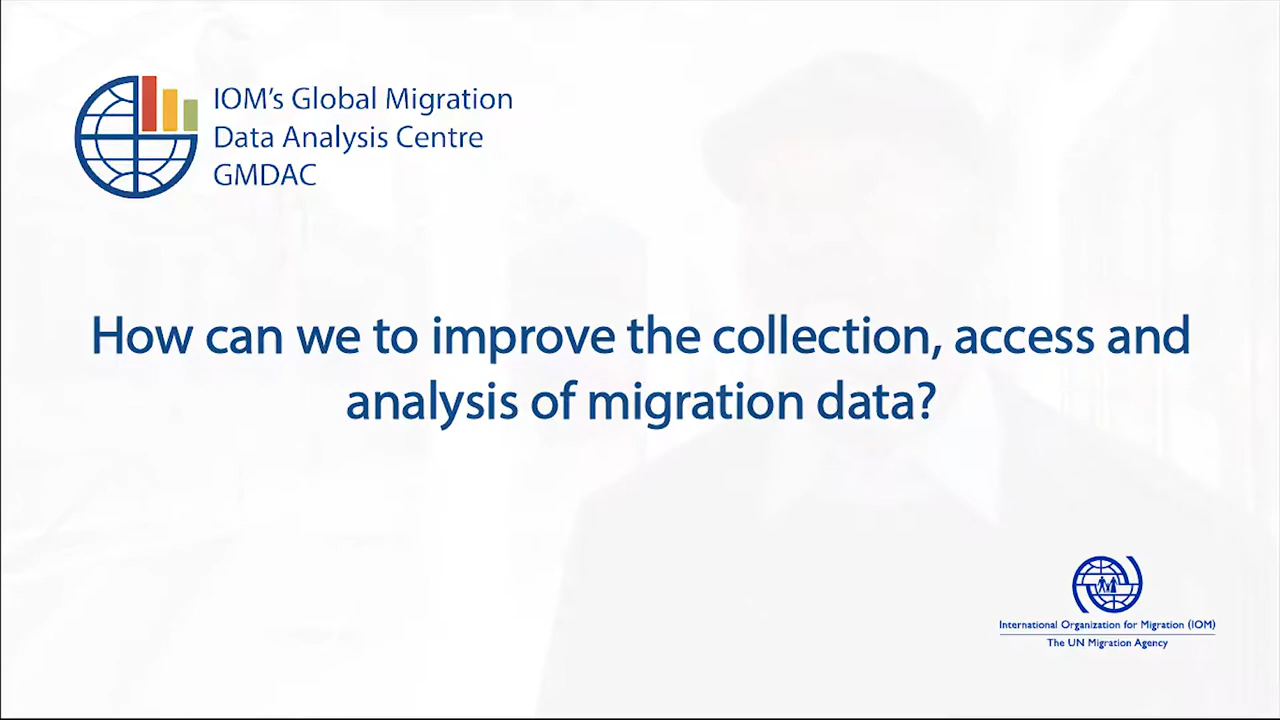 IOM's Global Migration
Data Analysis Centre
GMDAC
How can we to improve the collection, access and
analysis of migration data?
International Organization for Migration (IOM)
The UN Migration Agency